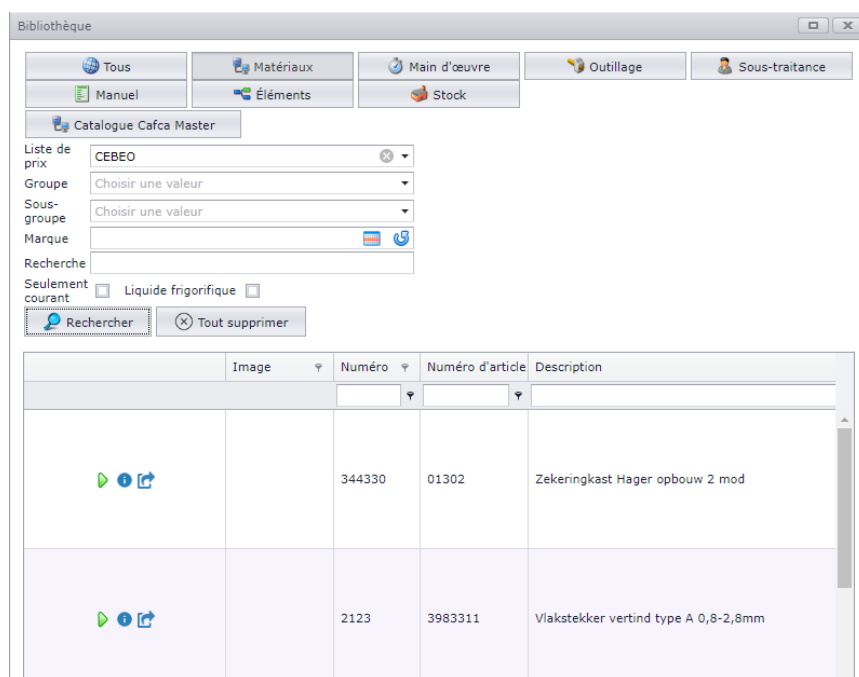 Bibliothèque
Tous Matériaux Main d'œuvre Outillage Sous-traitance
Manuel Éléments Stock
Catalogue Cafca Master
Liste de
prix CEBEO
Groupe Choisir une valeur
Sous-
groupe Choisir une valeur
Marque
Recherche
Seulement
courant Liquide frigorifique
Rechercher Tout supprimer
Image Numéro Numéro d'article Description
344330 01302 Zekeringkast Hager opbouw 2 mod
2123 3983311 Vlakstekker vertind type A 0,8-2,8mm